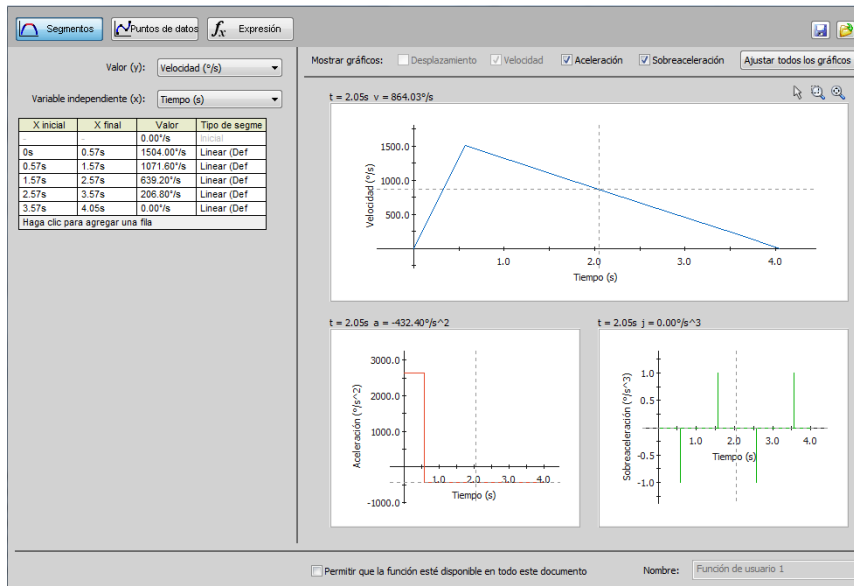 Segmentos
Puntos de datos
fx Expresión
Valor (y): Velocidad (º/s)
Variable independiente (x): Tiempo (s)
X inicial X final Valor Tipo de segme
- - 0.00°/s Inicial
0s 0.57s 1504.00°/s Linear (Def
0.57s 1.57s 1071.60°/s Linear (Def
1.57s 2.57s 639.20°/s Linear (Def
2.57s 3.57s 206.80°/s Linear (Def
3.57s 4.05s 0.00°/s Linear (Def
Haga clic para agregar una fila
Mostrar gráficos: Desplazamiento Velocidad Aceleración Sobreaceleración Ajustar todos los gráficos
t = 2.05s v = 864.03°/s
Velocidad (º/s)
1500.0
1000.0
500.0
1.0 2.0 3.0 4.0
Tiempo (s)
t = 2.05s a = -432.40°/s^2
Aceleración (º/s^2)
3000.0
2000.0
1000.0
-1000.0
1.0 2.0 3.0 4.0
Tiempo (s)
t = 2.05s j = 0.00°/s^3
Sobreaceleración (º/s^3)
1.0
0.5
-0.5
-1.0
1.0 2.0 3.0 4.0
Tiempo (s)
Permitir que la función esté disponible en todo este documento
Nombre: Función de usuario 1